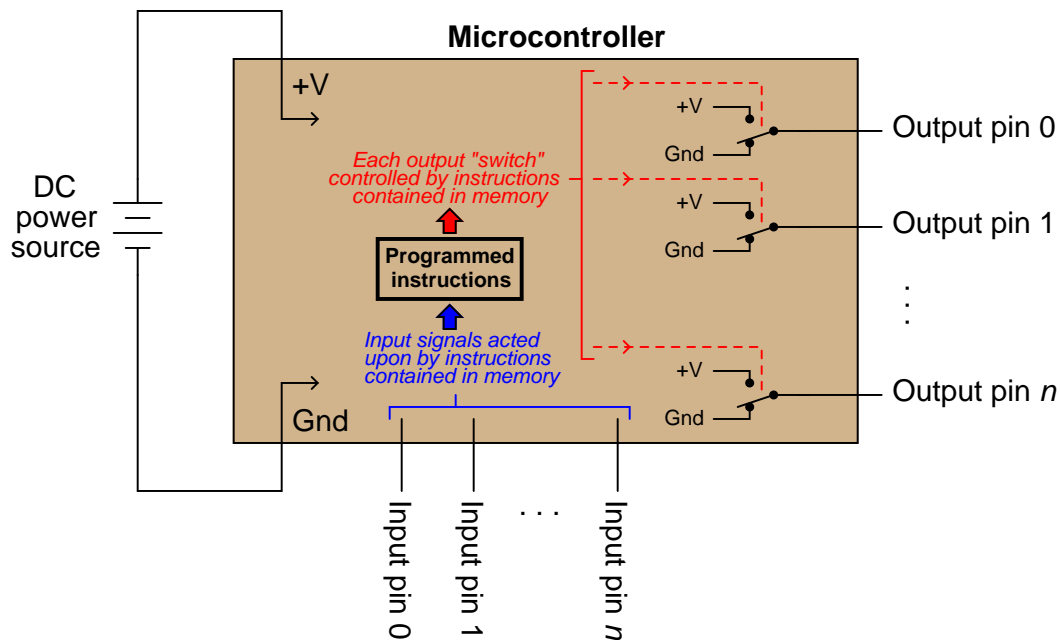 Microcontroller
+V
DC
power
source
Gnd
Each output "switch"
controlled by instructions
contained in memory
Programmed
instructions
Input signals acted
upon by instructions
contained in memory
+V
Gnd
Output pin 0
+V
Gnd
Output pin 1
. . .
+V
Gnd
Output pin n
Input pin 0
Input pin 1
. . .
Input pin n